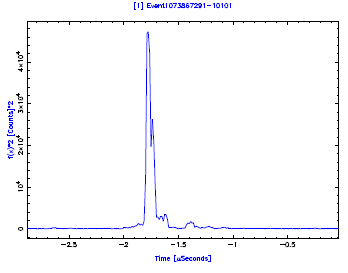 [1] Event1073867291-10101
f(x)^2 [Counts]^2
4×10⁴
3×10⁴
2×10⁴
10⁴
0
-2.5 -2 -1.5 -1 -0.5
Time [µSeconds]